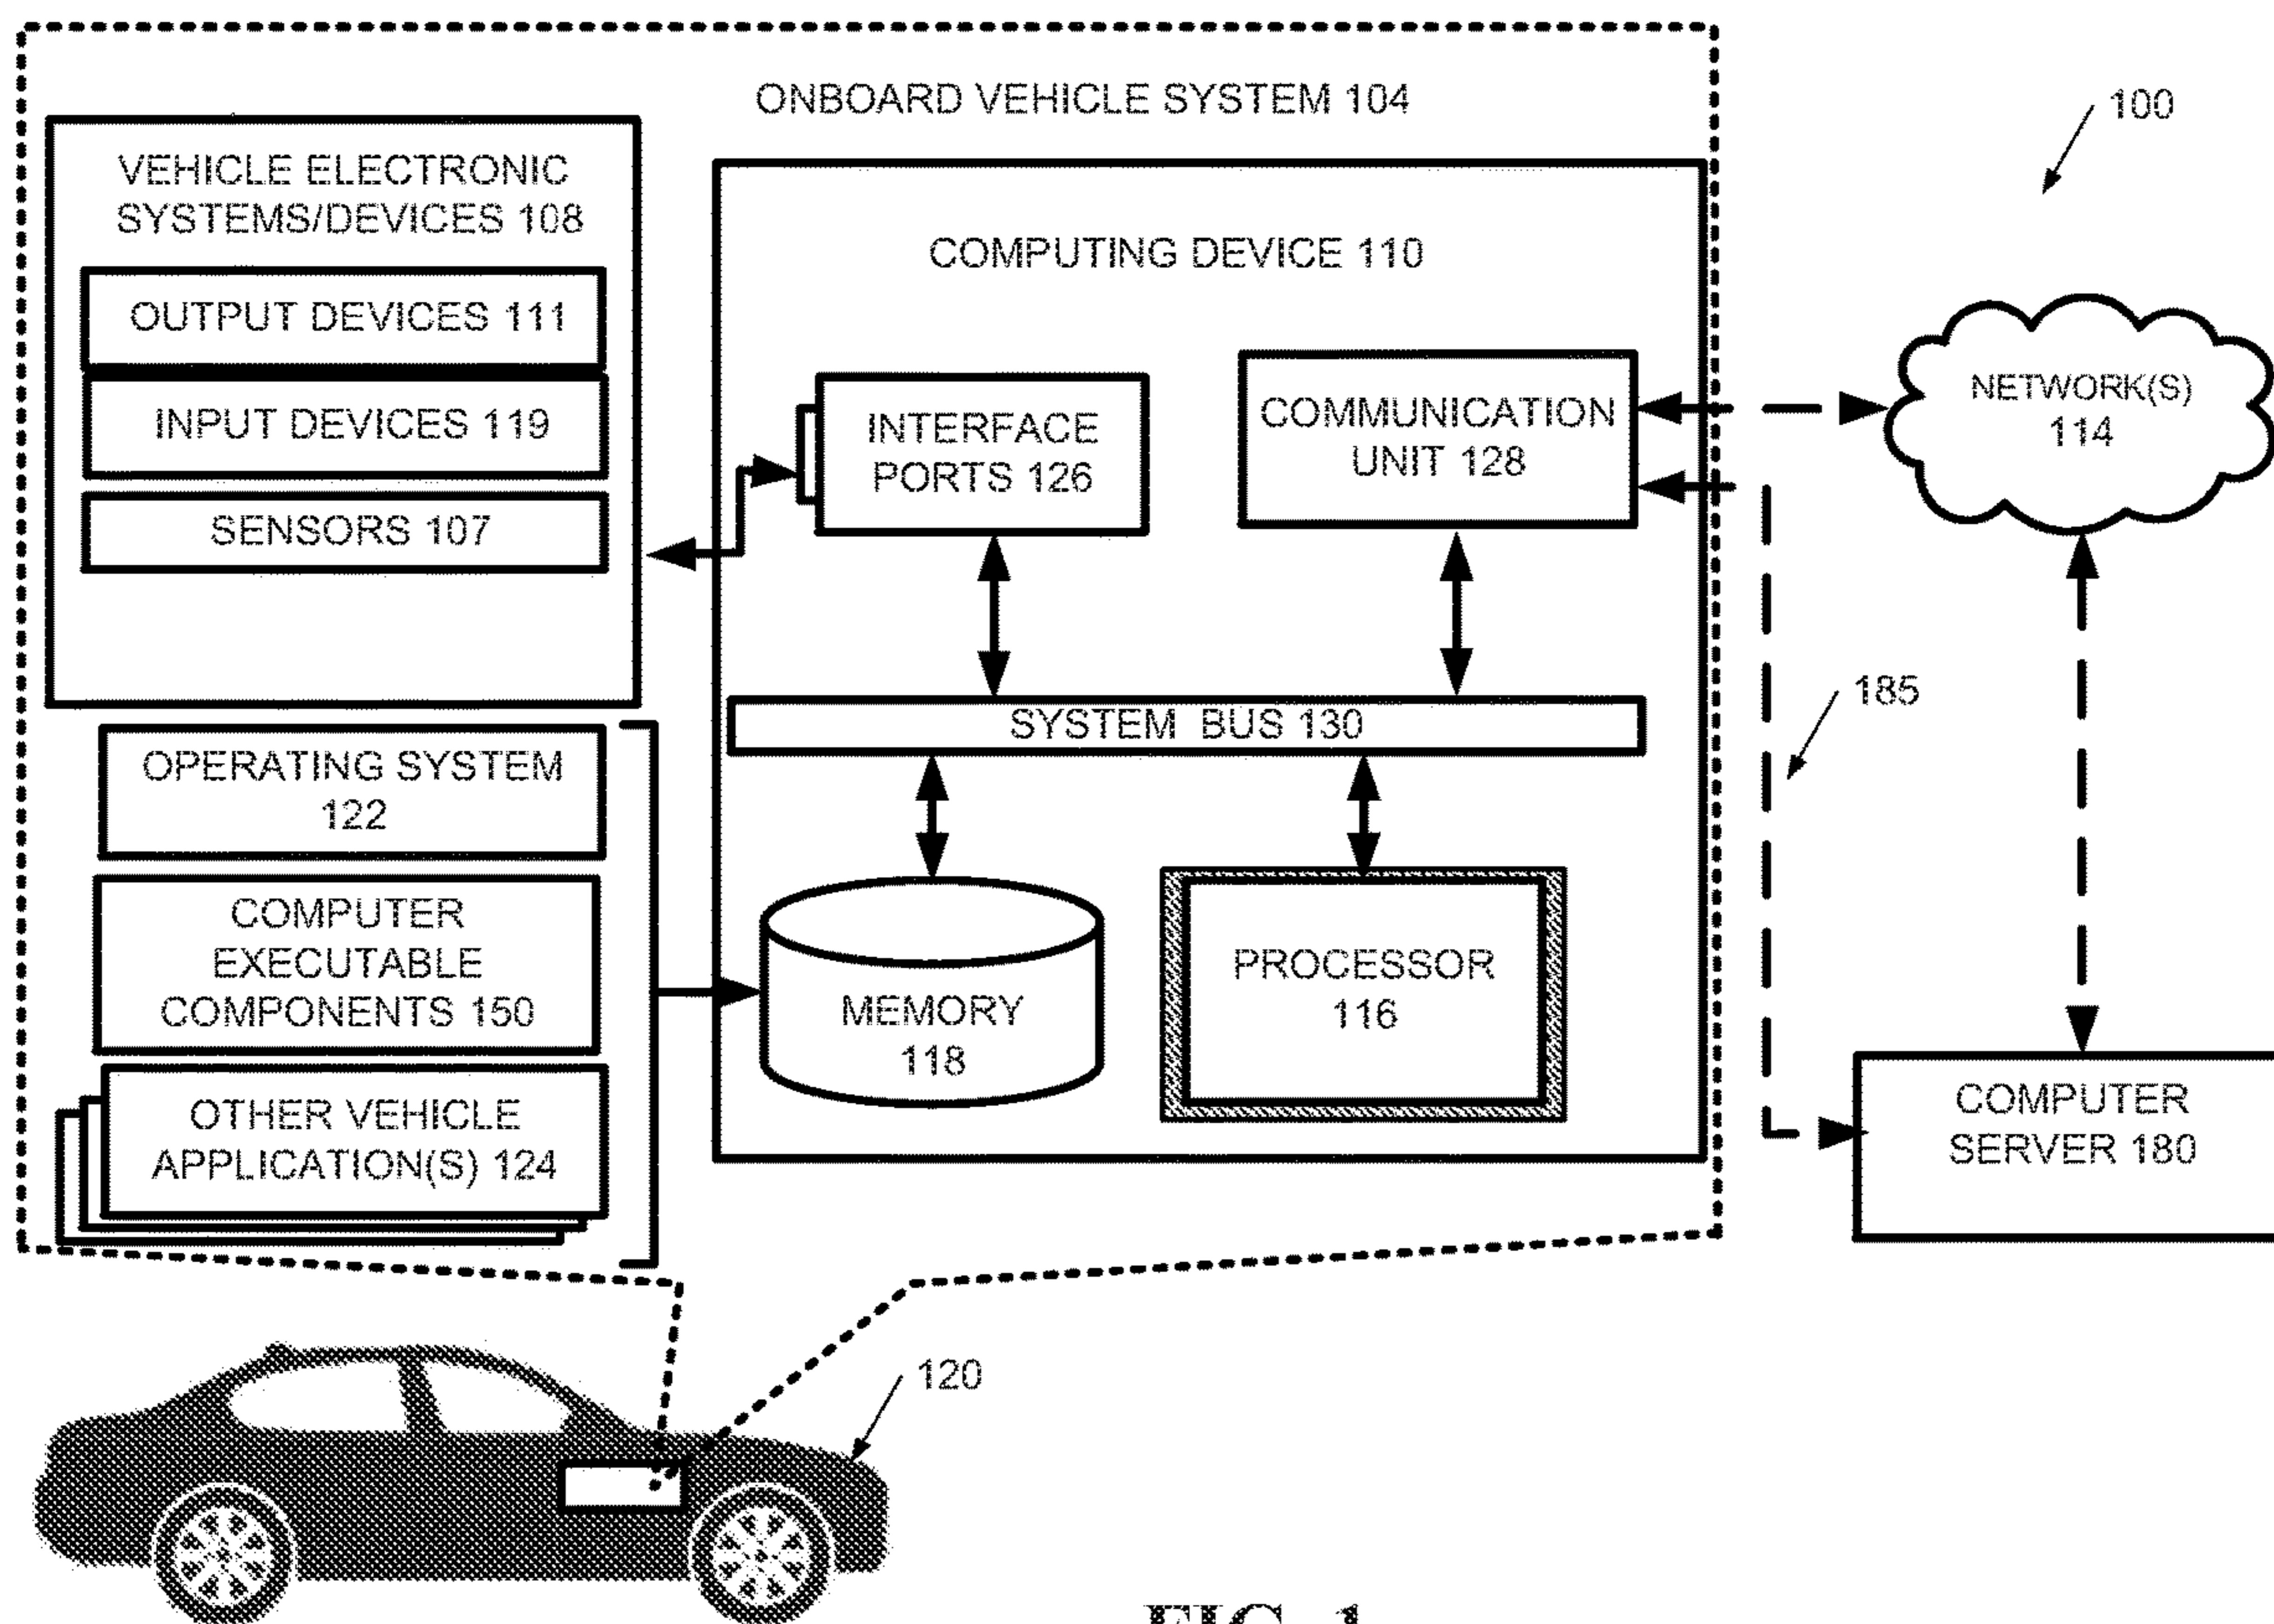 ONBOARD VEHICLE SYSTEM 104
100
VEHICLE ELECTRONIC
SYSTEMS/DEVICES 108
OUTPUT DEVICES 111
INPUT DEVICES 119
SENSORS 107
COMPUTING DEVICE 110
INTERFACE
PORTS 126
COMMUNICATION
UNIT 128
NETWORK(S)
114
SYSTEM BUS 130
185
OPERATING SYSTEM
122
COMPUTER
EXECUTABLE
COMPONENTS 150
OTHER VEHICLE
APPLICATION(S) 124
MEMORY
118
PROCESSOR
116
COMPUTER
SERVER 180
120
FIG. 1